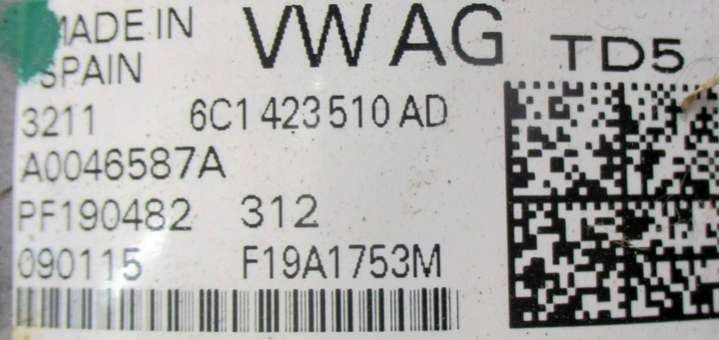 MADE IN
SPAIN
VW AG
TD5
3211 6C1 423 510 AD
A0046587A
PF190482 312
090115 F19A1753M